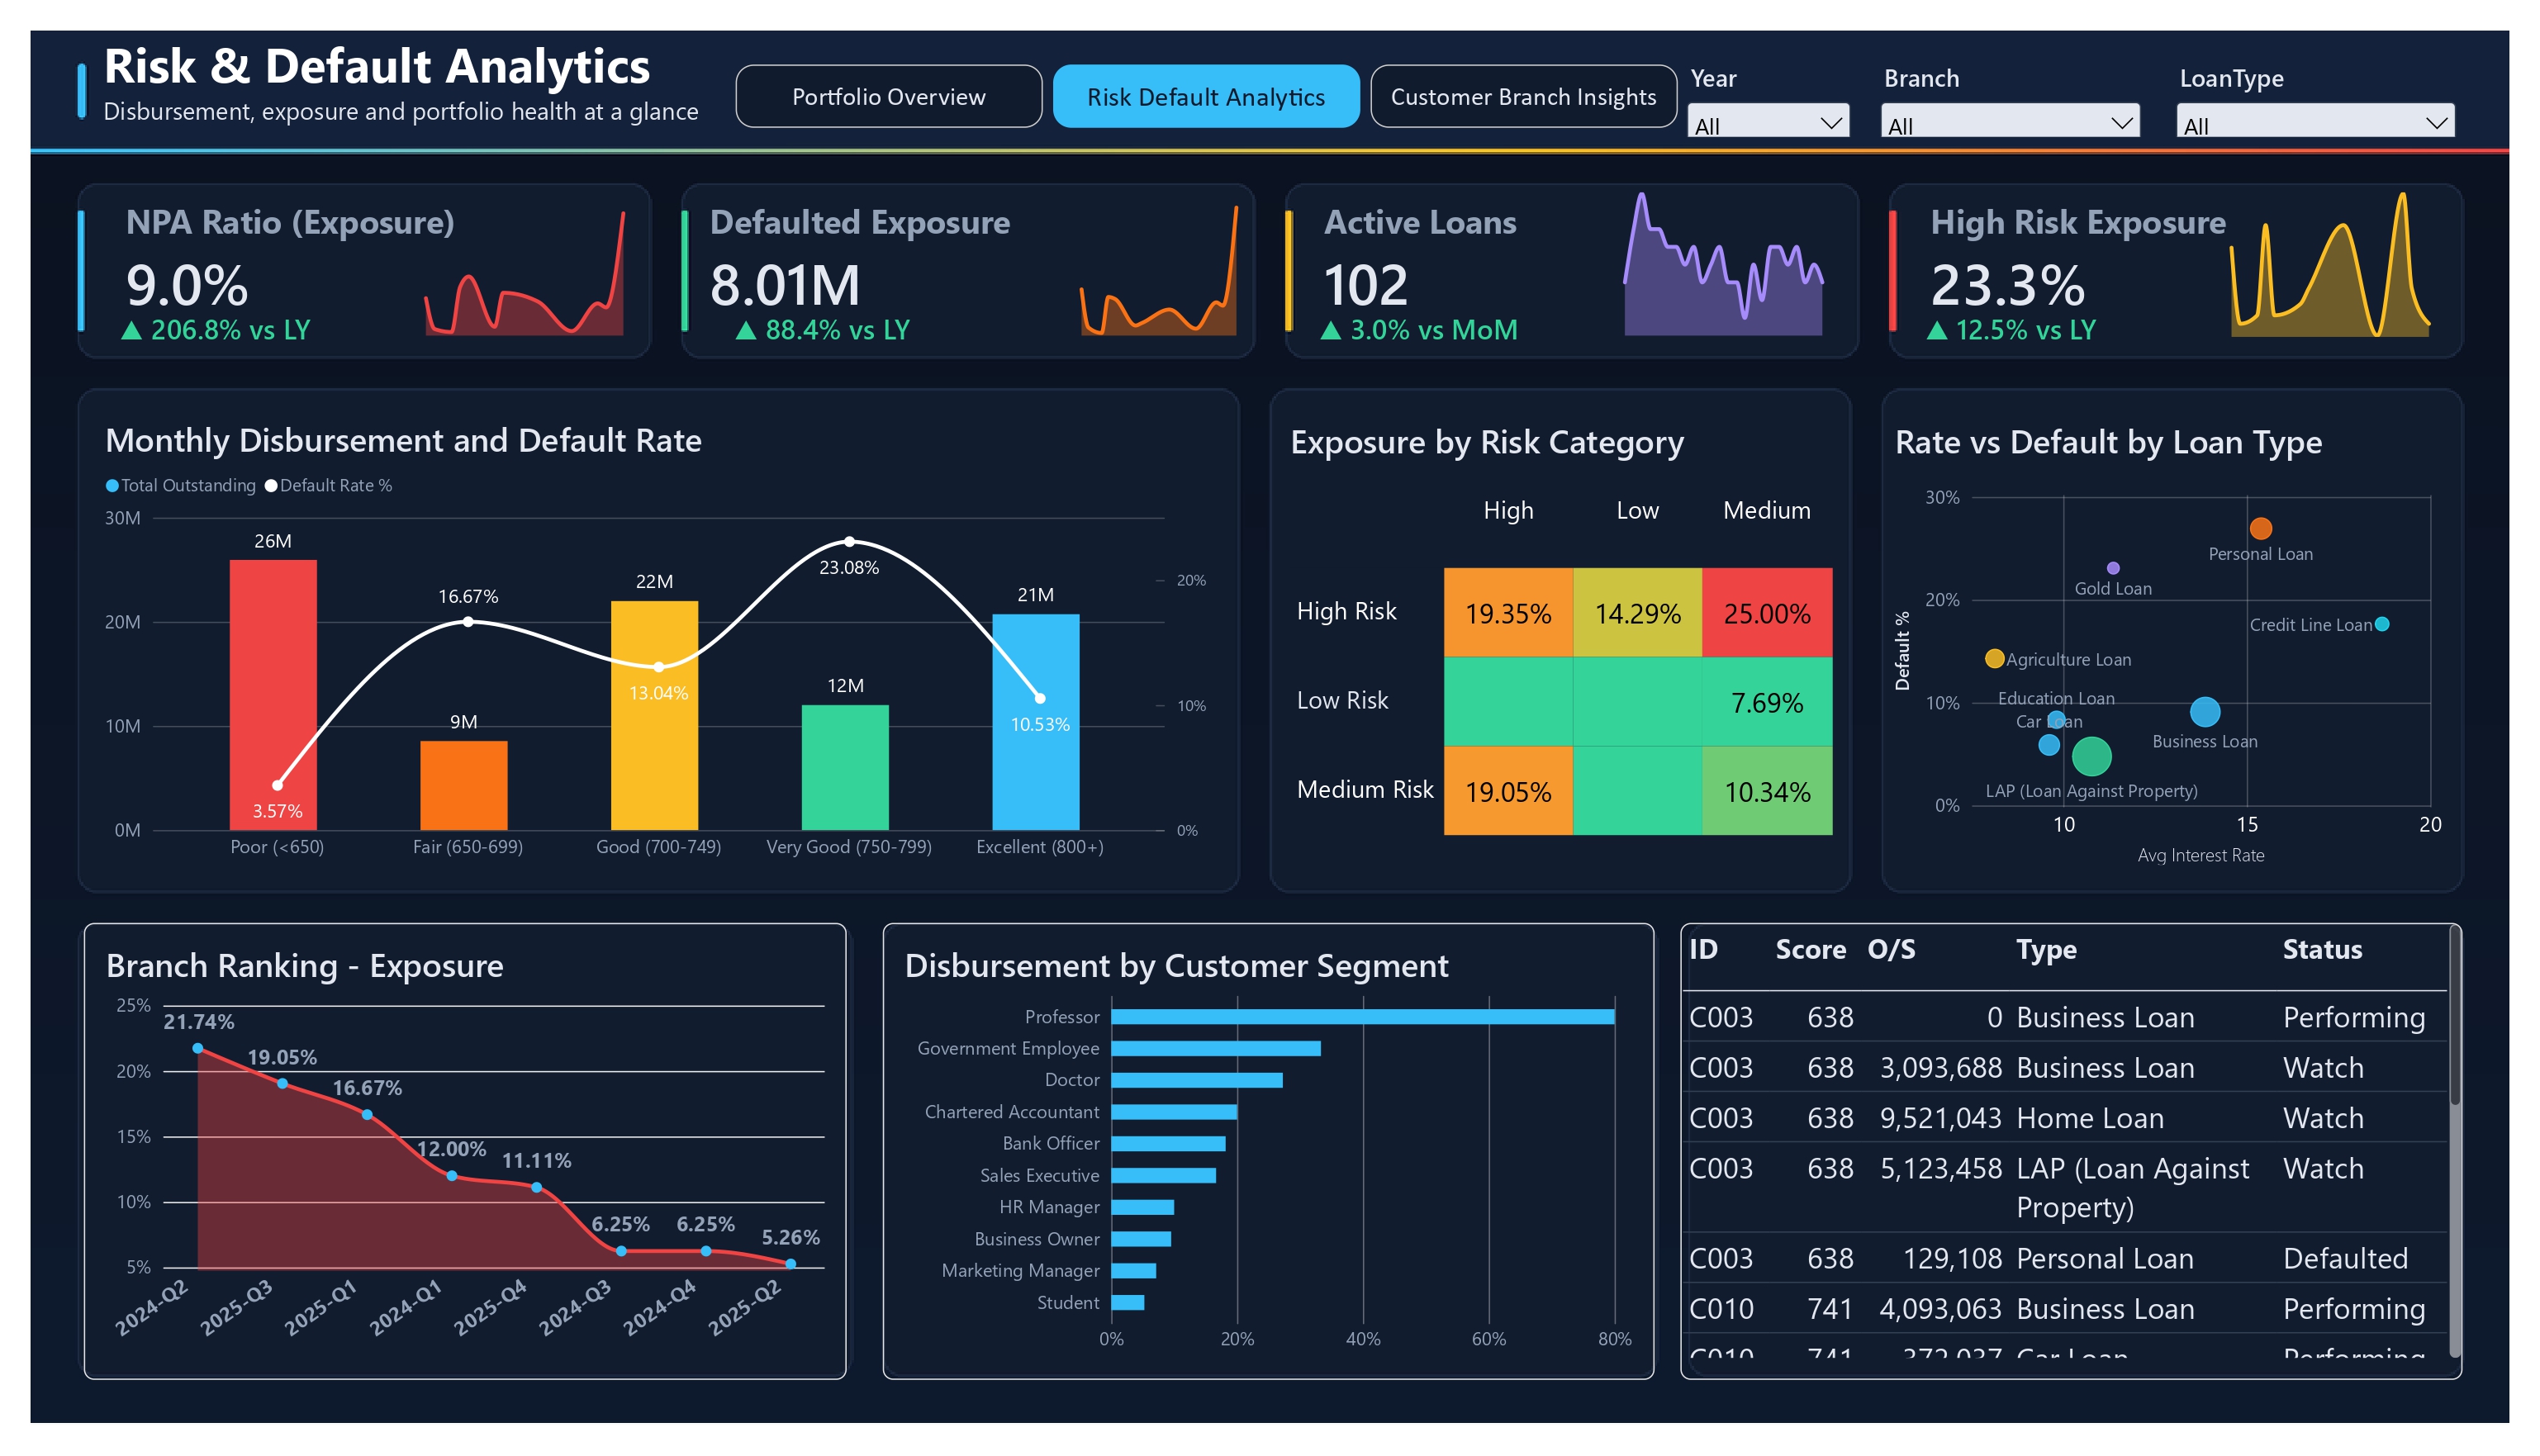 Risk & Default Analytics
Disbursement, exposure and portfolio health at a glance
Portfolio Overview
Risk Default Analytics
Customer Branch Insights
Year
All
Branch
All
LoanType
All
NPA Ratio (Exposure)
9.0%
▲ 206.8% vs LY
Defaulted Exposure
8.01M
▲ 88.4% vs LY
Active Loans
102
▲ 3.0% vs MoM
High Risk Exposure
23.3%
▲ 12.5% vs LY
Monthly Disbursement and Default Rate
Total Outstanding Default Rate %
30M
20M
10M
0M
26M
9M
22M
12M
21M
3.57%
16.67%
13.04%
23.08%
10.53%
20%
10%
0%
Poor (<650)
Fair (650-699)
Good (700-749)
Very Good (750-799)
Excellent (800+)
Exposure by Risk Category
High Low Medium
High Risk 19.35% 14.29% 25.00%
Low Risk 7.69%
Medium Risk 19.05% 10.34%
Rate vs Default by Loan Type
Default %
30%
20%
10%
0%
Personal Loan
Gold Loan
Credit Line Loan
Agriculture Loan
Education Loan
Car Loan
Business Loan
LAP (Loan Against Property)
10 15 20
Avg Interest Rate
Branch Ranking - Exposure
25%
20%
15%
10%
5%
21.74%
19.05%
16.67%
12.00%
11.11%
6.25%
6.25%
5.26%
2024-Q2
2025-Q3
2025-Q1
2024-Q1
2025-Q4
2024-Q3
2024-Q4
2025-Q2
Disbursement by Customer Segment
Professor
Government Employee
Doctor
Chartered Accountant
Bank Officer
Sales Executive
HR Manager
Business Owner
Marketing Manager
Student
0% 20% 40% 60% 80%
ID Score O/S Type Status
C003 638 0 Business Loan Performing
C003 638 3,093,688 Business Loan Watch
C003 638 9,521,043 Home Loan Watch
C003 638 5,123,458 LAP (Loan Against Watch
Property)
C003 638 129,108 Personal Loan Defaulted
C010 741 4,093,063 Business Loan Performing
C010 741 372,037 Car Loan Performing